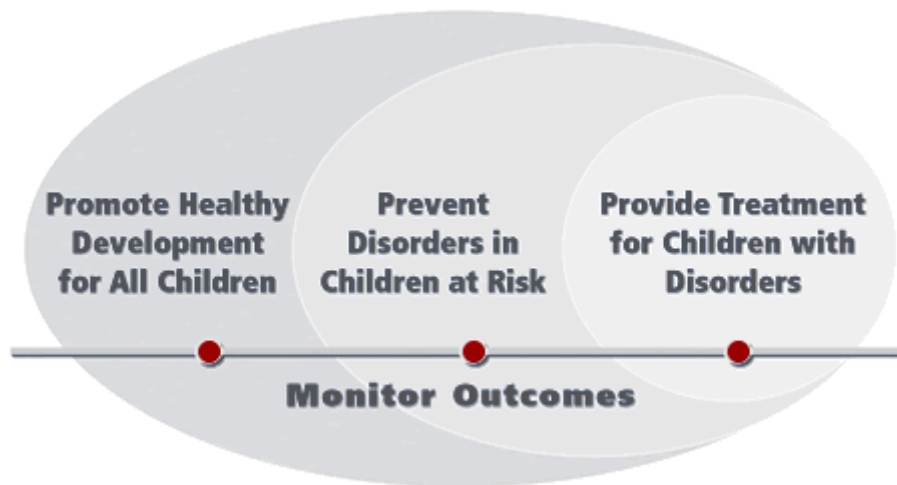 Promote Healthy
Development
for All Children
Prevent
Disorders in
Children at Risk
Provide Treatment
for Children with
Disorders
Monitor Outcomes